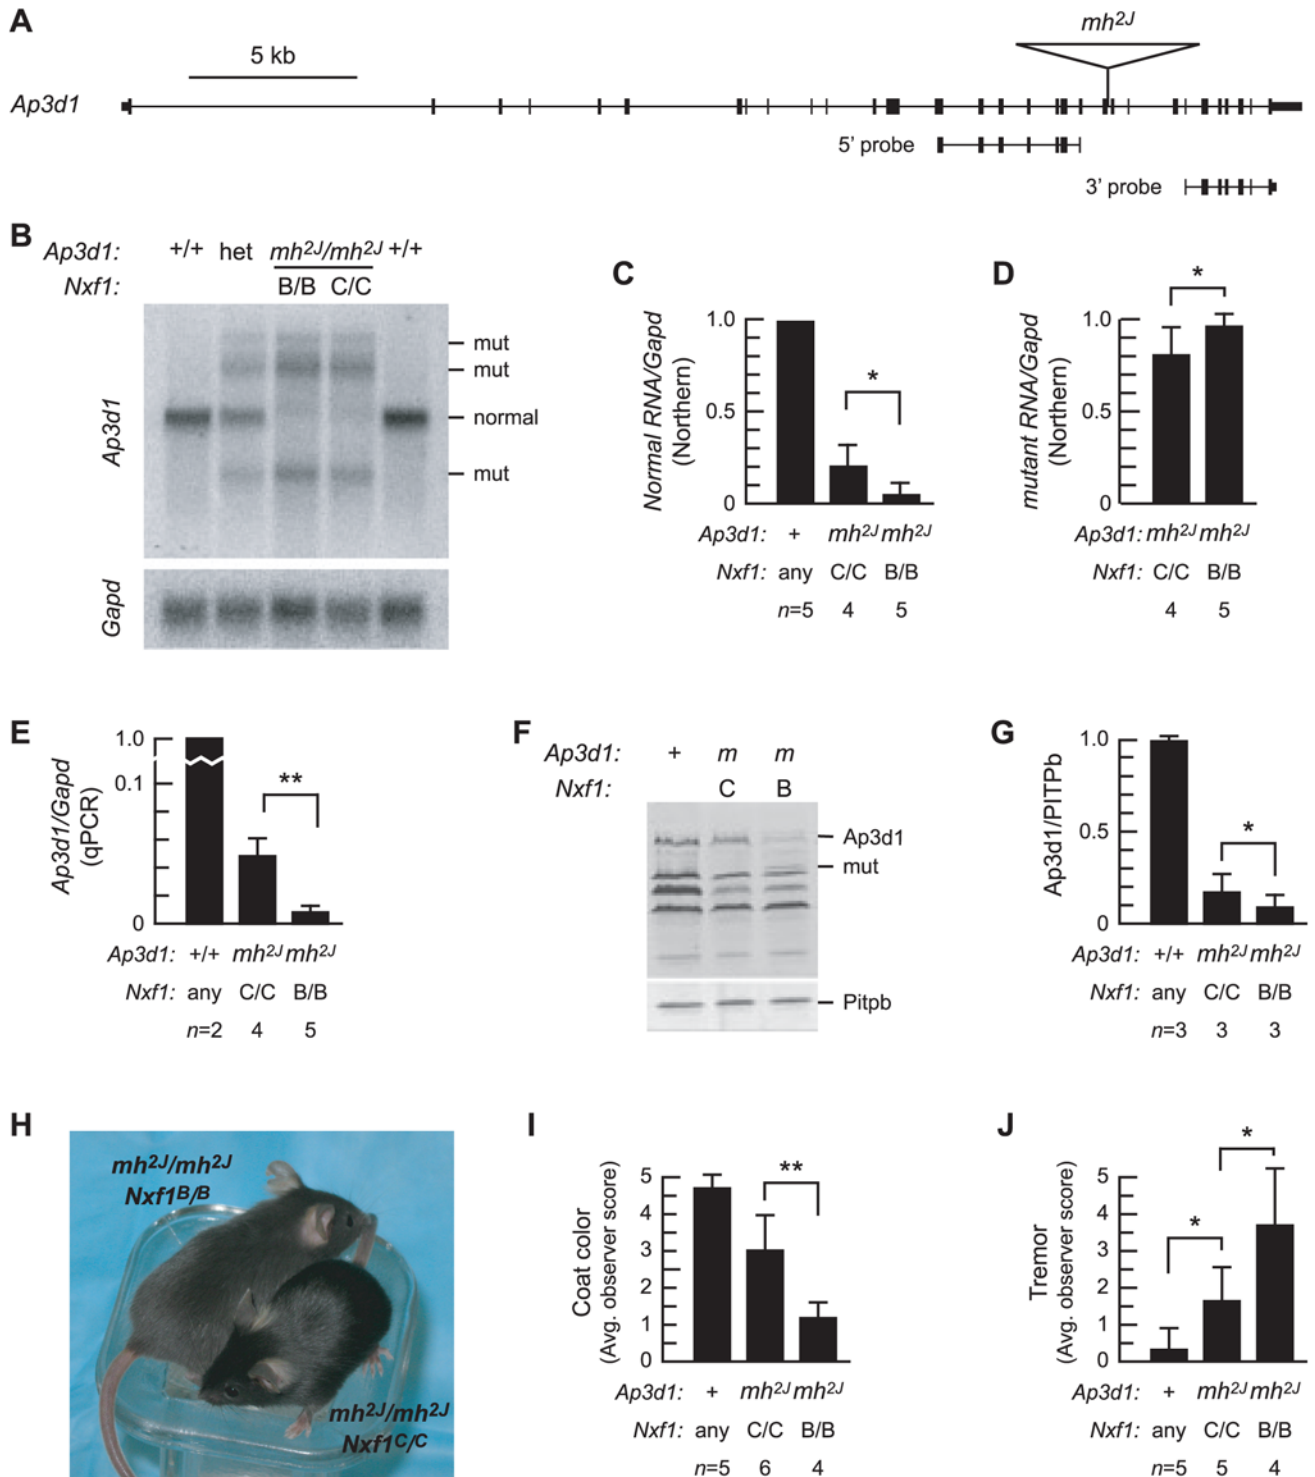 A
mh2J
5 kb
Ap3d1
5' probe
3' probe
B
Ap3d1: +/+ het mh2J/mh2J +/+
Nxf1: B/B C/C
mut
mut
normal
mut
Ap3d1
Gapd
C
Normal RNA/Gapd
(Northern)
1.0
0.5
0
*
Ap3d1: + mh2J mh2J
Nxf1: any C/C B/B
n=5 4 5
D
mutant RNA/Gapd
(Northern)
1.0
0.5
0
*
Ap3d1: mh2J mh2J
Nxf1: C/C B/B
4 5
E
Ap3d1/Gapd
(qPCR)
1.0
0.1
0
**
Ap3d1: +/+ mh2J mh2J
Nxf1: any C/C B/B
n=2 4 5
F
Ap3d1: + m m
Nxf1: C B
Ap3d1
mut
Pitpb
G
Ap3d1/PITPb
1.0
0.5
0
*
Ap3d1: +/+ mh2J mh2J
Nxf1: any C/C B/B
n=3 3 3
H
mh2J/mh2J
Nxf1B/B
mh2J/mh2J
Nxf1C/C
I
Coat color
(Avg. observer score)
5
4
3
2
1
0
**
Ap3d1: + mh2J mh2J
Nxf1: any C/C B/B
n=5 6 4
J
Tremor
(Avg. observer score)
5
4
3
2
1
0
*
*
Ap3d1: + mh2J mh2J
Nxf1: any C/C B/B
n=5 5 4